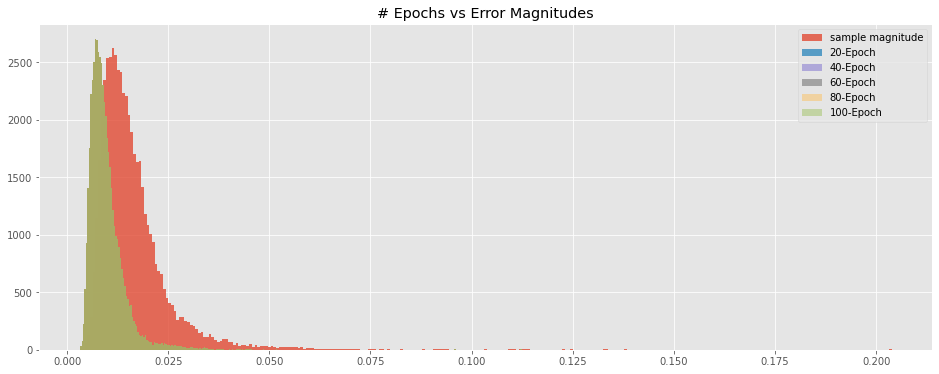 # Epochs vs Error Magnitudes
sample magnitude
20-Epoch
40-Epoch
60-Epoch
80-Epoch
100-Epoch
2500
2000
1500
1000
500
0
0.000 0.025 0.050 0.075 0.100 0.125 0.150 0.175 0.200